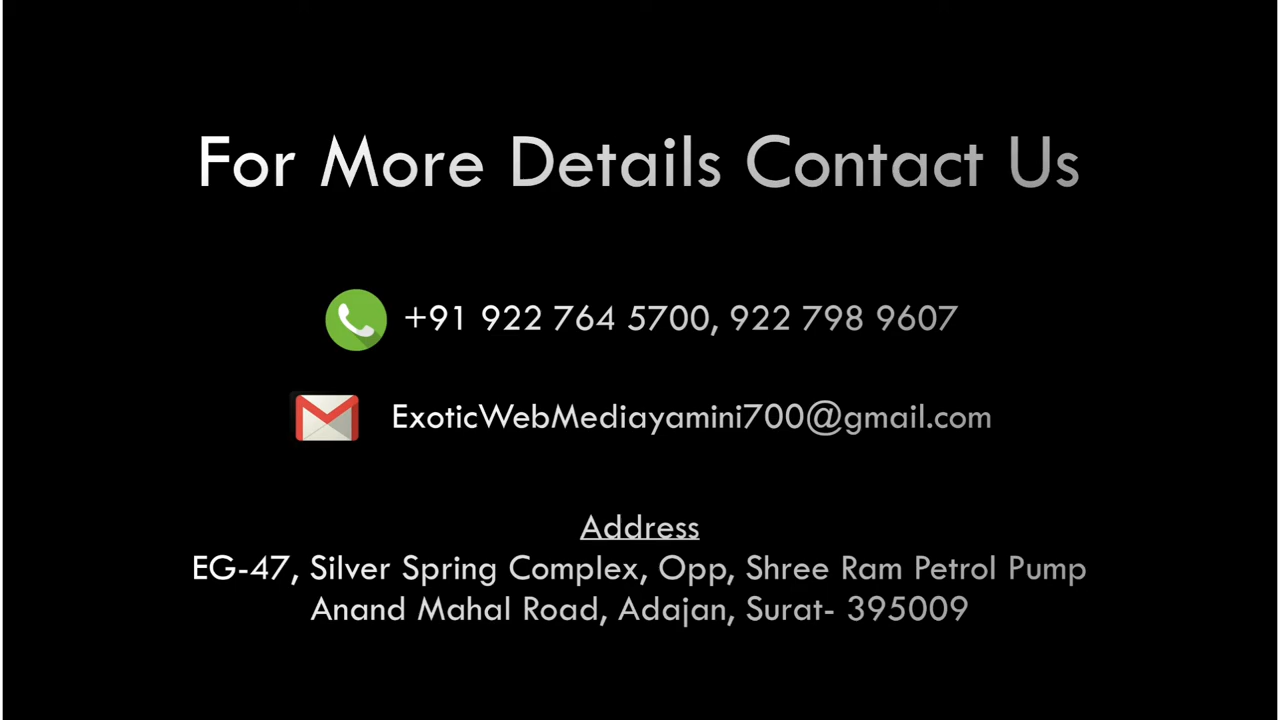 For More Details Contact Us
+91 922 764 5700, 922 798 9607
ExoticWebMediayamini700@gmail.com
Address
EG-47, Silver Spring Complex, Opp, Shree Ram Petrol Pump
Anand Mahal Road, Adajan, Surat- 395009